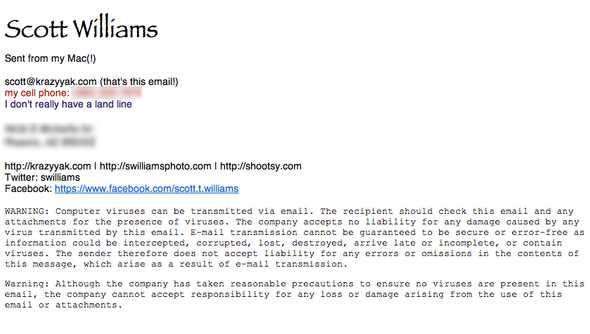 Scott Williams
Sent from my Mac(!)
scott@krazyyak.com (that's this email!)
my cell phone:
I don't really have a land line
http://krazyyak.com | http://swilliamsphoto.com | http://shootsy.com
Twitter: swilliams
Facebook: https://www.facebook.com/scott.t.williams
WARNING: Computer viruses can be transmitted via email. The recipient should check this email and any
attachments for the presence of viruses. The company accepts no liability for any damage caused by any
virus transmitted by this email. E-mail transmission cannot be guaranteed to be secure or error-free as
information could be intercepted, corrupted, lost, destroyed, arrive late or incomplete, or contain
viruses. The sender therefore does not accept liability for any errors or omissions in the contents of
this message, which arise as a result of e-mail transmission.
Warning: Although the company has taken reasonable precautions to ensure no viruses are present in this
email, the company cannot accept responsibility for any loss or damage arising from the use of this
email or attachments.